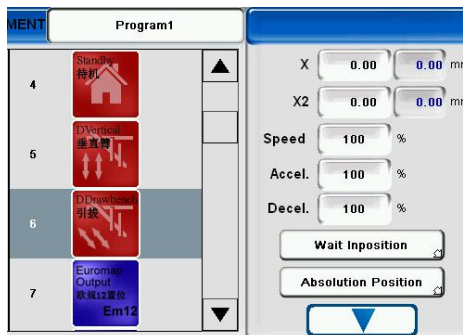 MENT
Program1
4
Standby
待机
5
DVertical
垂直臂
6
DDrawbench
引拔
7
Euromap
Output
欧规12置位
Em12
X 0.00 0.00 mm
X2 0.00 0.00 mm
Speed 100 %
Accel. 100 %
Decel. 100 %
Wait Inposition
Absolution Position